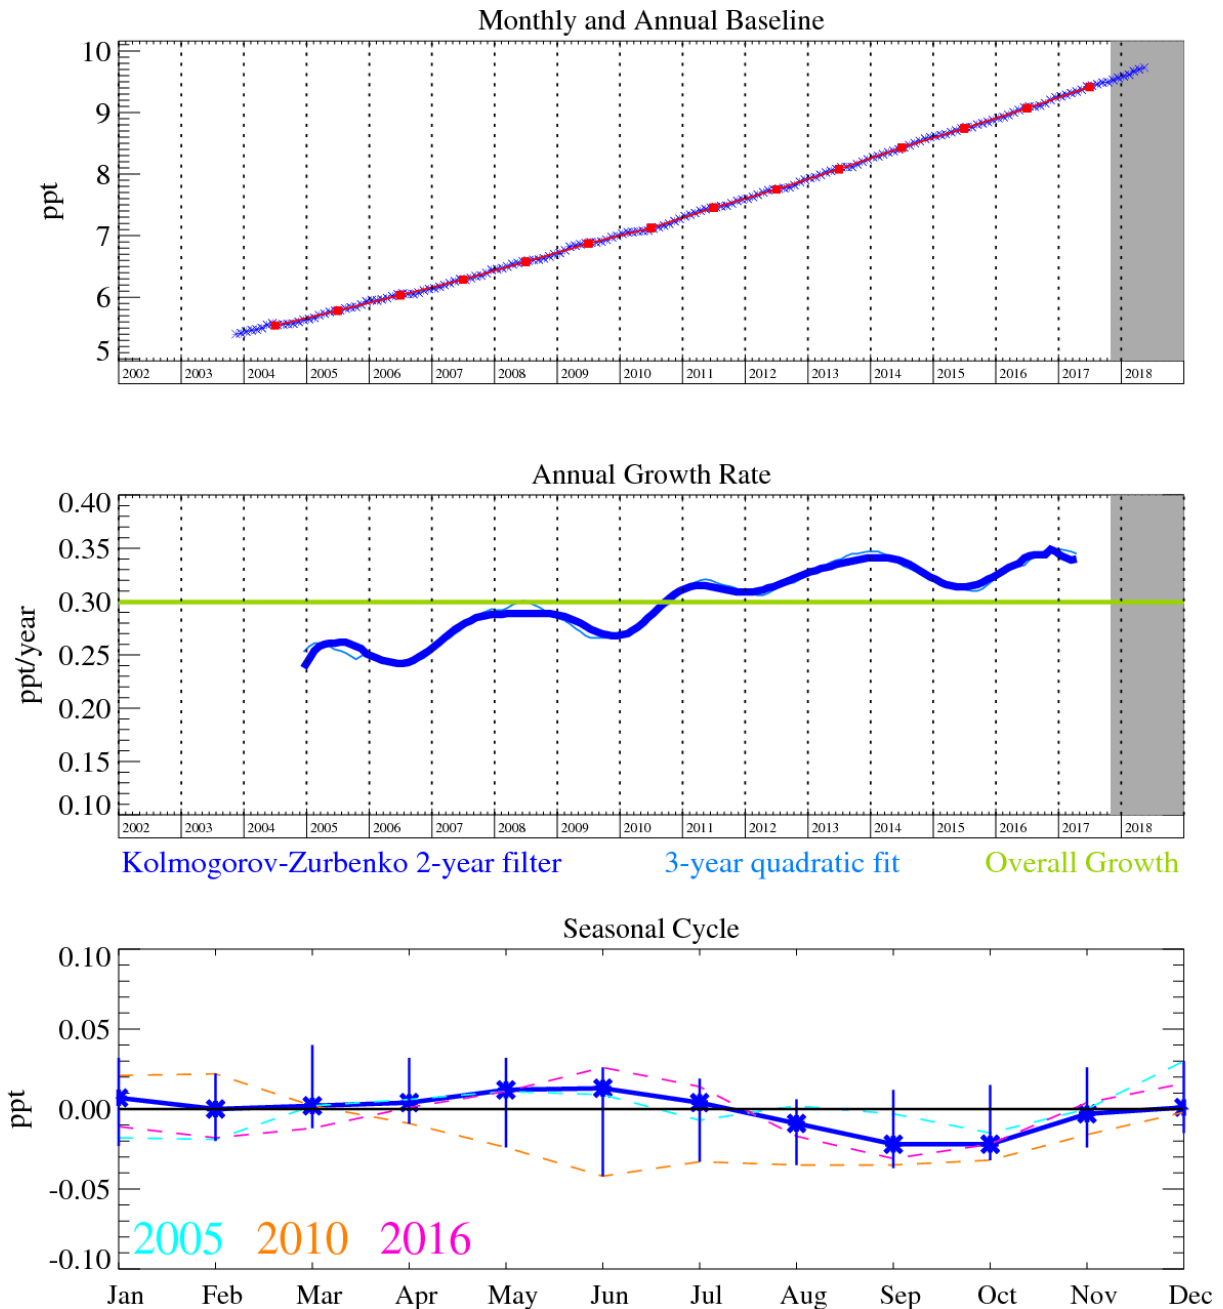 Monthly and Annual Baseline
10
9
8
7
6
5
ppt
2002 2003 2004 2005 2006 2007 2008 2009 2010 2011 2012 2013 2014 2015 2016 2017 2018
Annual Growth Rate
0.40
0.35
0.30
0.25
0.20
0.15
0.10
ppt/year
2002 2003 2004 2005 2006 2007 2008 2009 2010 2011 2012 2013 2014 2015 2016 2017 2018
Kolmogorov-Zurbenko 2-year filter 3-year quadratic fit Overall Growth
Seasonal Cycle
0.10
0.05
0.00
-0.05
-0.10
ppt
2005 2010 2016
Jan Feb Mar Apr May Jun Jul Aug Sep Oct Nov Dec